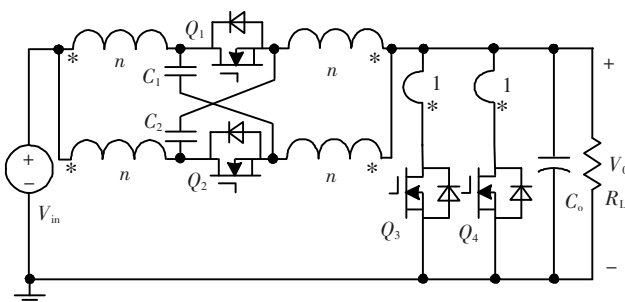 Q1
* n n *
C1 1 1
* *
C2
+
* n n *
Q2
+
−
Vin
Q3 Q4
Co
V0
RL
+
−